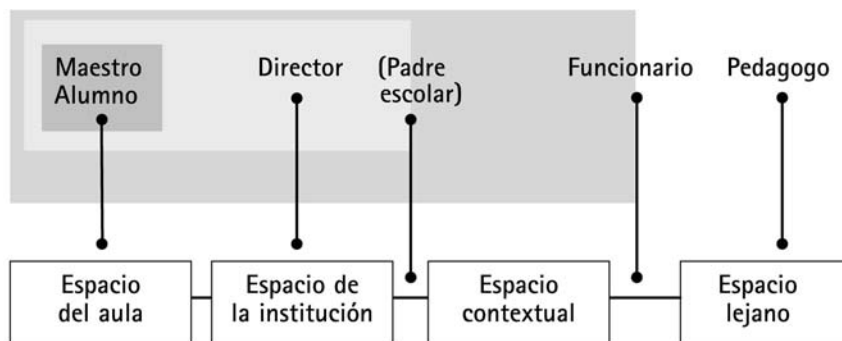 Maestro
Alumno
Director
(Padre
escolar)
Funcionario
Pedagogo
Espacio
del aula
Espacio de
la institución
Espacio
contextual
Espacio
lejano